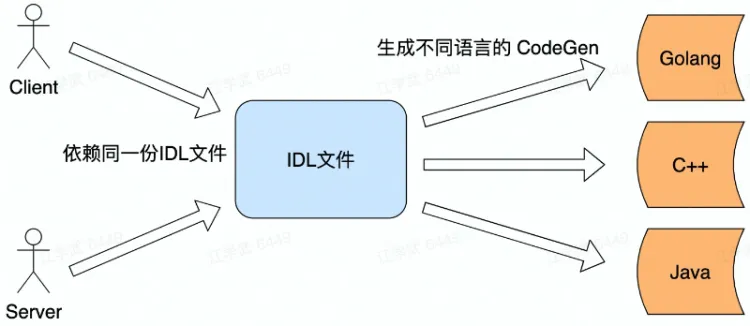 Client
依赖同一份IDL文件
Server
IDL文件
生成不同语言的 CodeGen
Golang
C++
Java